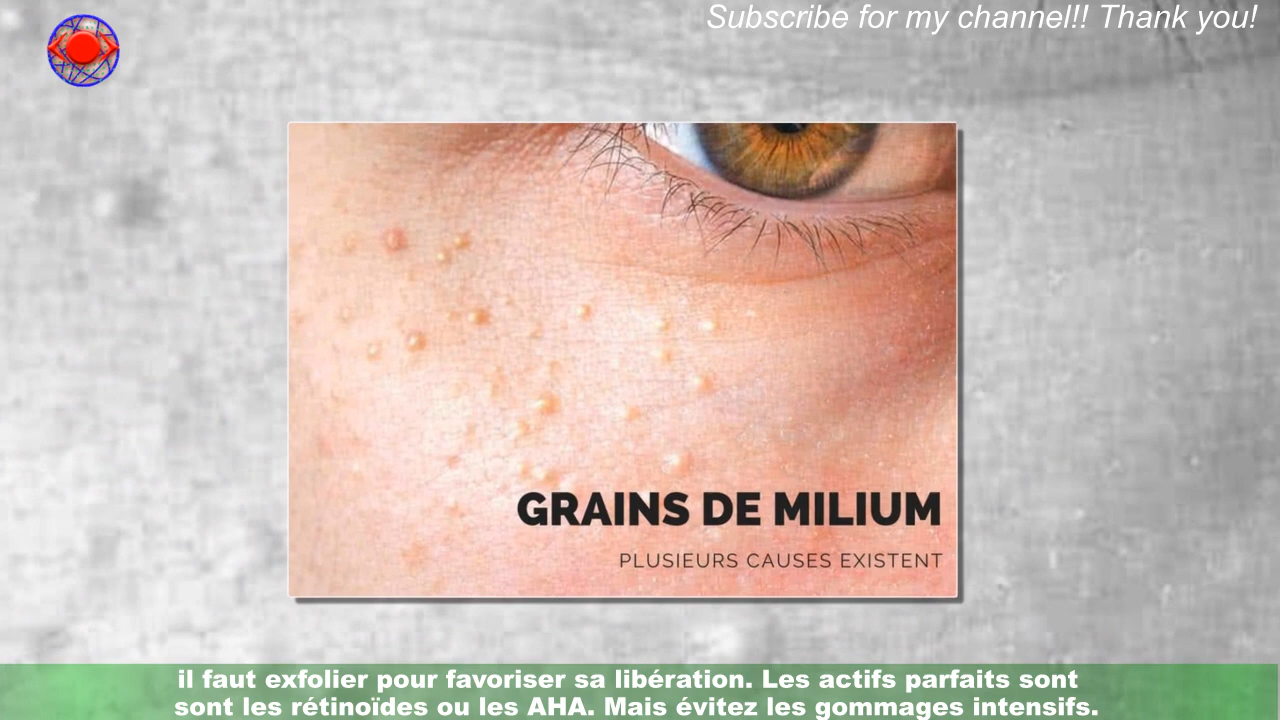 Subscribe for my channel!! Thank you!
GRAINS DE MILIUM
PLUSIEURS CAUSES EXISTENT
il faut exfolier pour favoriser sa libération. Les actifs parfaits sont
sont les rétinoïdes ou les AHA. Mais évitez les gommages intensifs.